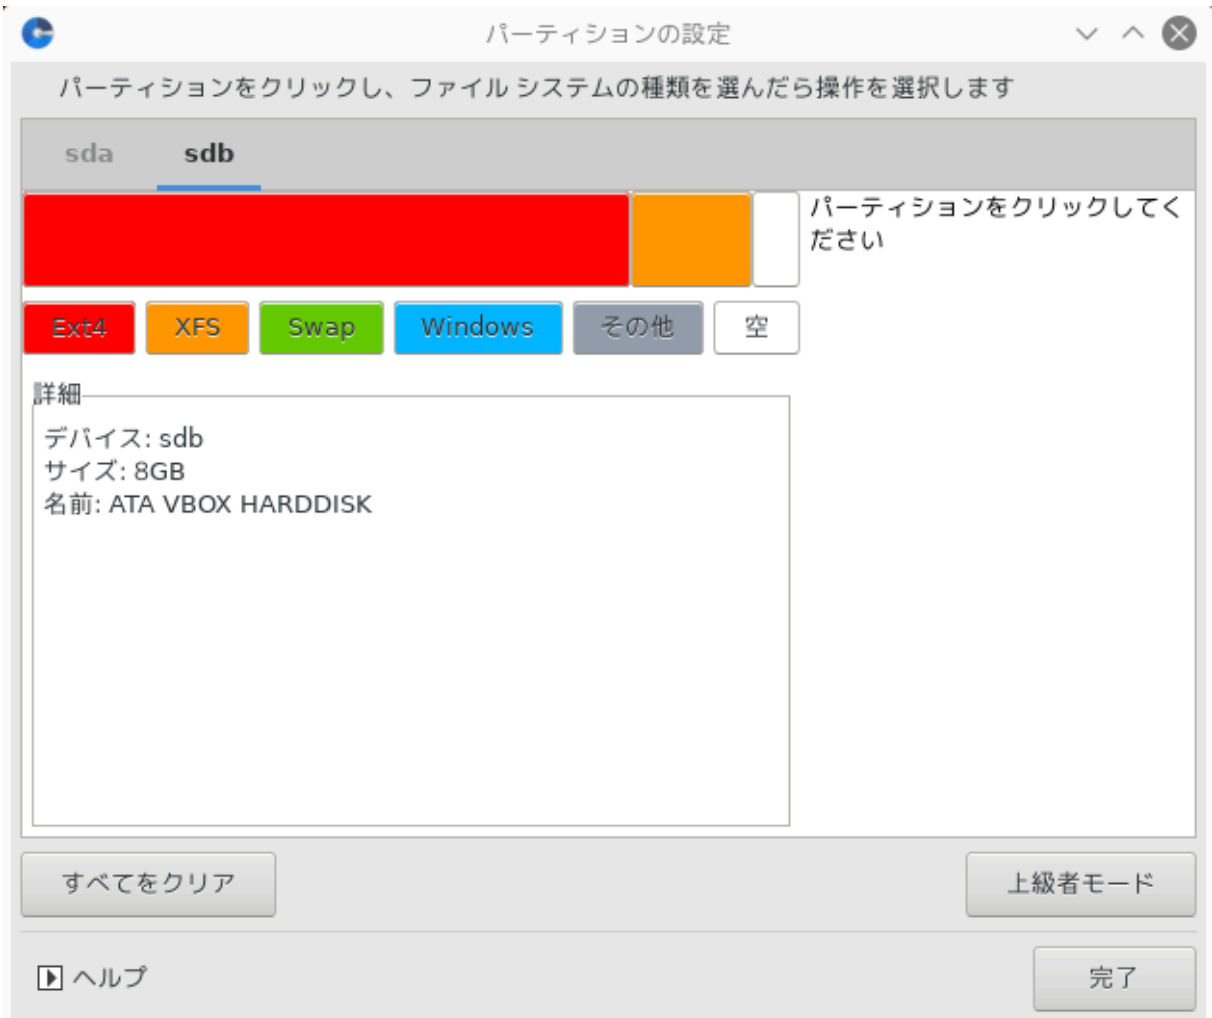 パーティションの設定
パーティションをクリックし、ファイル システムの種類を選んだら操作を選択します
sda sdb
パーティションをクリックしてく
ださい
Ext4 XFS Swap Windows その他 空
詳細
デバイス: sdb
サイズ: 8GB
名前: ATA VBOX HARDDISK
すべてをクリア 上級者モード
ヘルプ 完了